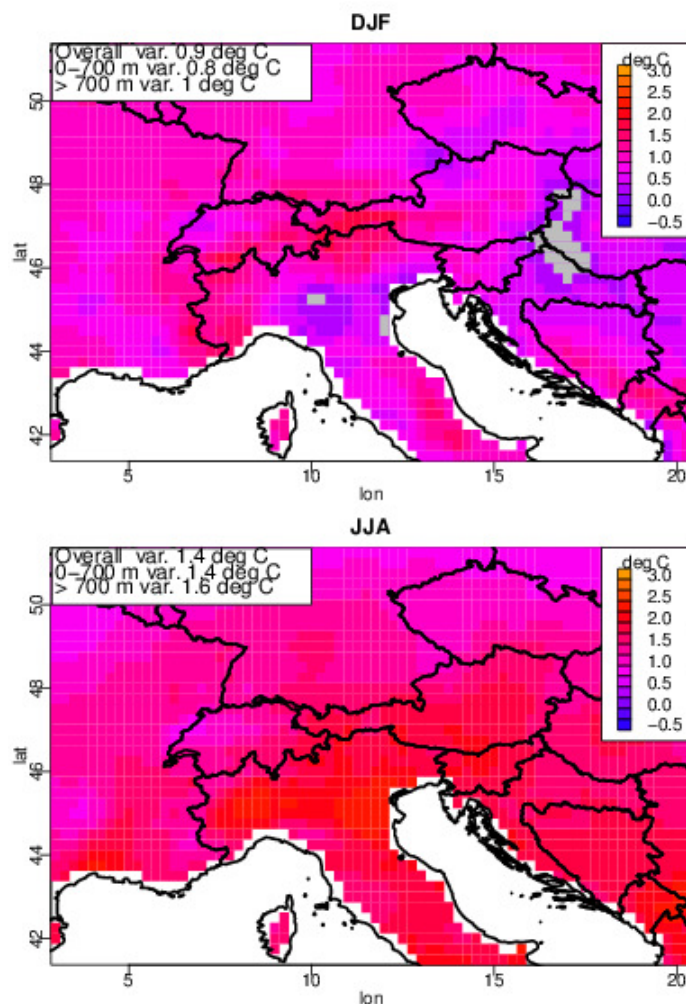 DJF
Overall var. 0.9 deg C
0-700 m var. 0.8 deg C
> 700 m var. 1 deg C
deg C
3.0
2.5
2.0
1.5
1.0
0.5
0.0
-0.5
lat
50
48
46
44
42
5
10
15
20
lon
JJA
Overall var. 1.4 deg C
0-700 m var. 1.4 deg C
> 700 m var. 1.6 deg C
deg C
3.0
2.5
2.0
1.5
1.0
0.5
0.0
-0.5
lat
50
48
46
44
42
5
10
15
20
lon